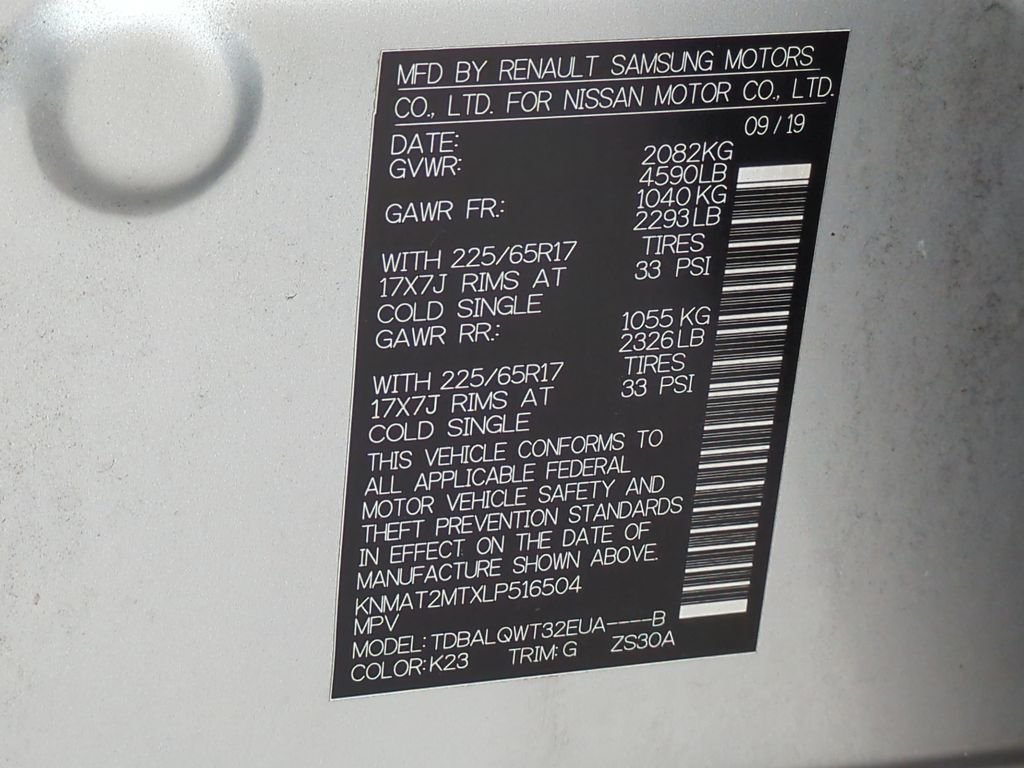 MFD BY RENAULT SAMSUNG MOTORS
CO., LTD. FOR NISSAN MOTOR CO., LTD.
DATE: 09/19
GVWR: 2082KG
4590LB
GAWR FR.: 1040KG
2293LB
WITH 225/65R17 TIRES
17X7J RIMS AT 33 PSI
COLD SINGLE
GAWR RR.: 1055KG
2326LB
WITH 225/65R17 TIRES
17X7J RIMS AT 33 PSI
COLD SINGLE
THIS VEHICLE CONFORMS TO
ALL APPLICABLE FEDERAL
MOTOR VEHICLE SAFETY AND
THEFT PREVENTION STANDARDS
IN EFFECT ON THE DATE OF
MANUFACTURE SHOWN ABOVE.
KNMAT2MTXLP516504
MPV
MODEL: TDBALQWT32EUA----B
COLOR: K23 TRIM: G ZS30A